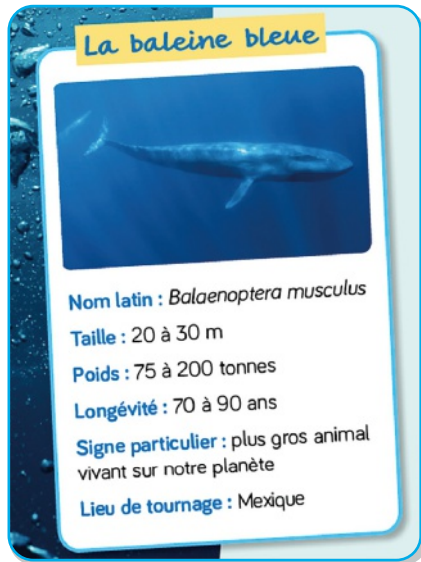 La baleine bleue
Nom latin : Balaenoptera musculus
Taille : 20 à 30 m
Poids : 75 à 200 tonnes
Longévité : 70 à 90 ans
Signe particulier : plus gros animal
vivant sur notre planète
Lieu de tournage : Mexique